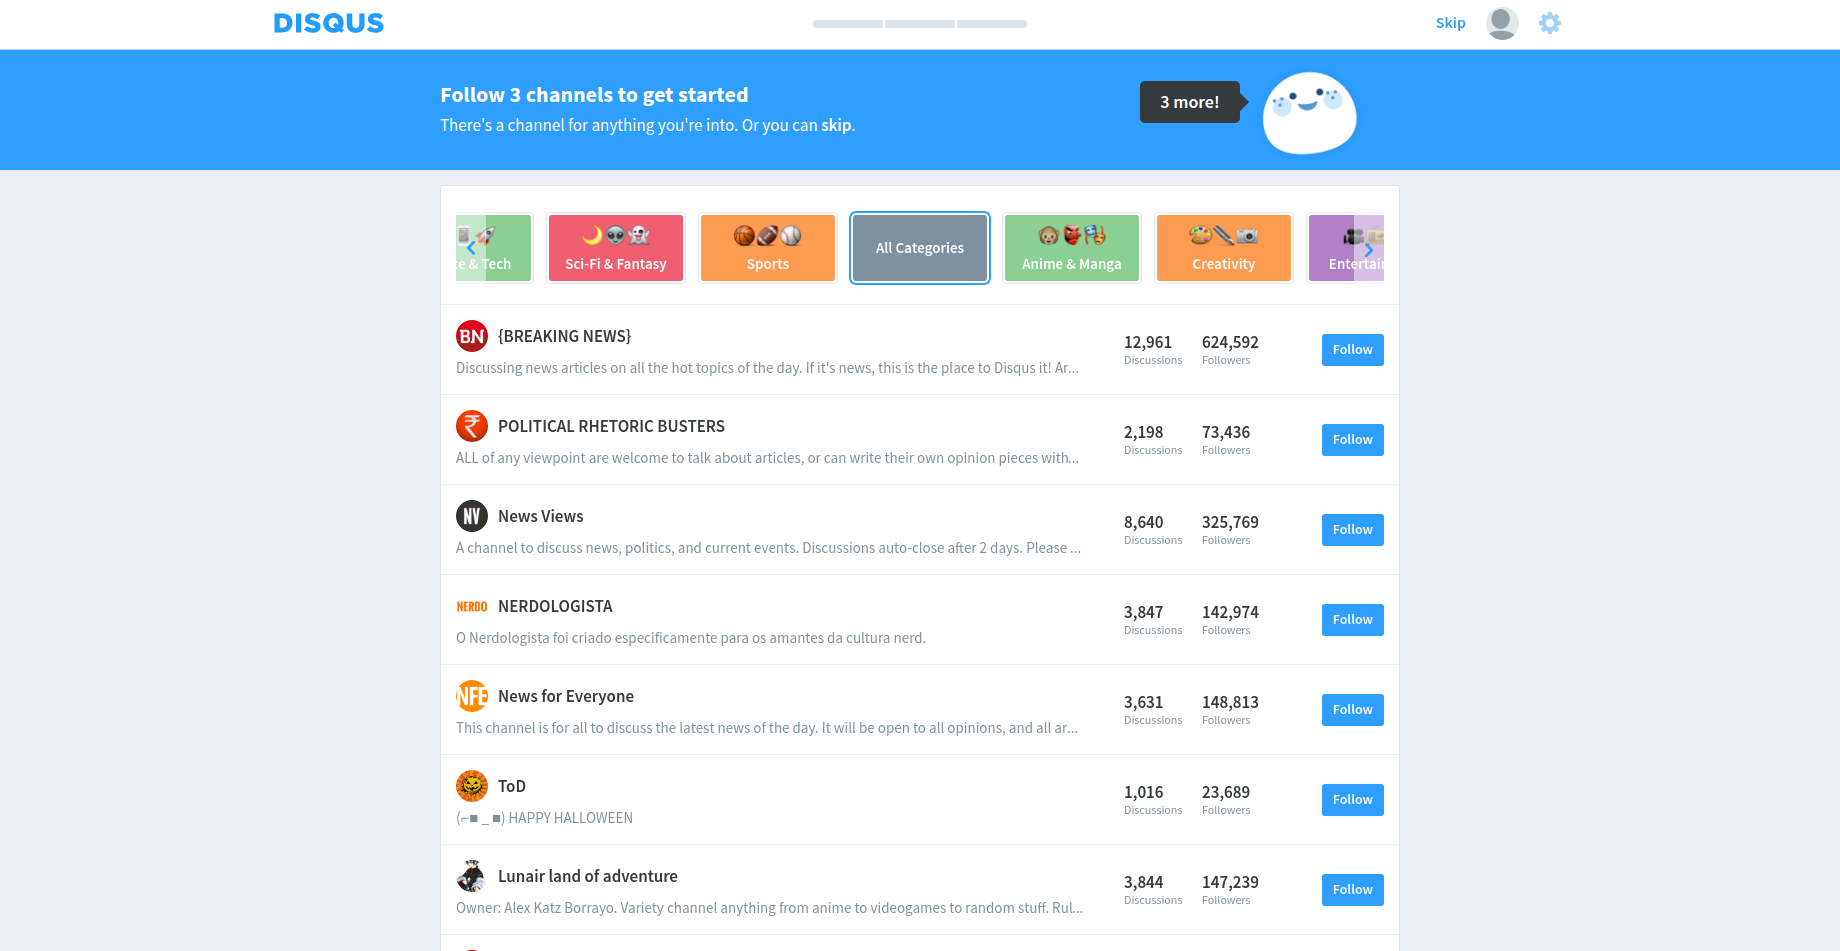 DISQUS
Skip
Follow 3 channels to get started
There's a channel for anything you're into. Or you can skip.
3 more!
& Tech
Sci-Fi & Fantasy
Sports
All Categories
Anime & Manga
Creativity
Entertain
BN
{BREAKING NEWS}
Discussing news articles on all the hot topics of the day. If it's news, this is the place to Disqus it! Ar...
12,961
Discussions
624,592
Followers
Follow
₹
POLITICAL RHETORIC BUSTERS
ALL of any viewpoint are welcome to talk about articles, or can write their own opinion pieces with...
2,198
Discussions
73,436
Followers
Follow
NV
News Views
A channel to discuss news, politics, and current events. Discussions auto-close after 2 days. Please ...
8,640
Discussions
325,769
Followers
Follow
NERDO
NERDOLOGISTA
O Nerdologista foi criado especificamente para os amantes da cultura nerd.
3,847
Discussions
142,974
Followers
Follow
NFE
News for Everyone
This channel is for all to discuss the latest news of the day. It will be open to all opinions, and all ar...
3,631
Discussions
148,813
Followers
Follow
ToD
(⌐■ _ ■) HAPPY HALLOWEEN
1,016
Discussions
23,689
Followers
Follow
Lunair land of adventure
Owner: Alex Katz Borrayo. Variety channel anything from anime to videogames to random stuff. Rul...
3,844
Discussions
147,239
Followers
Follow